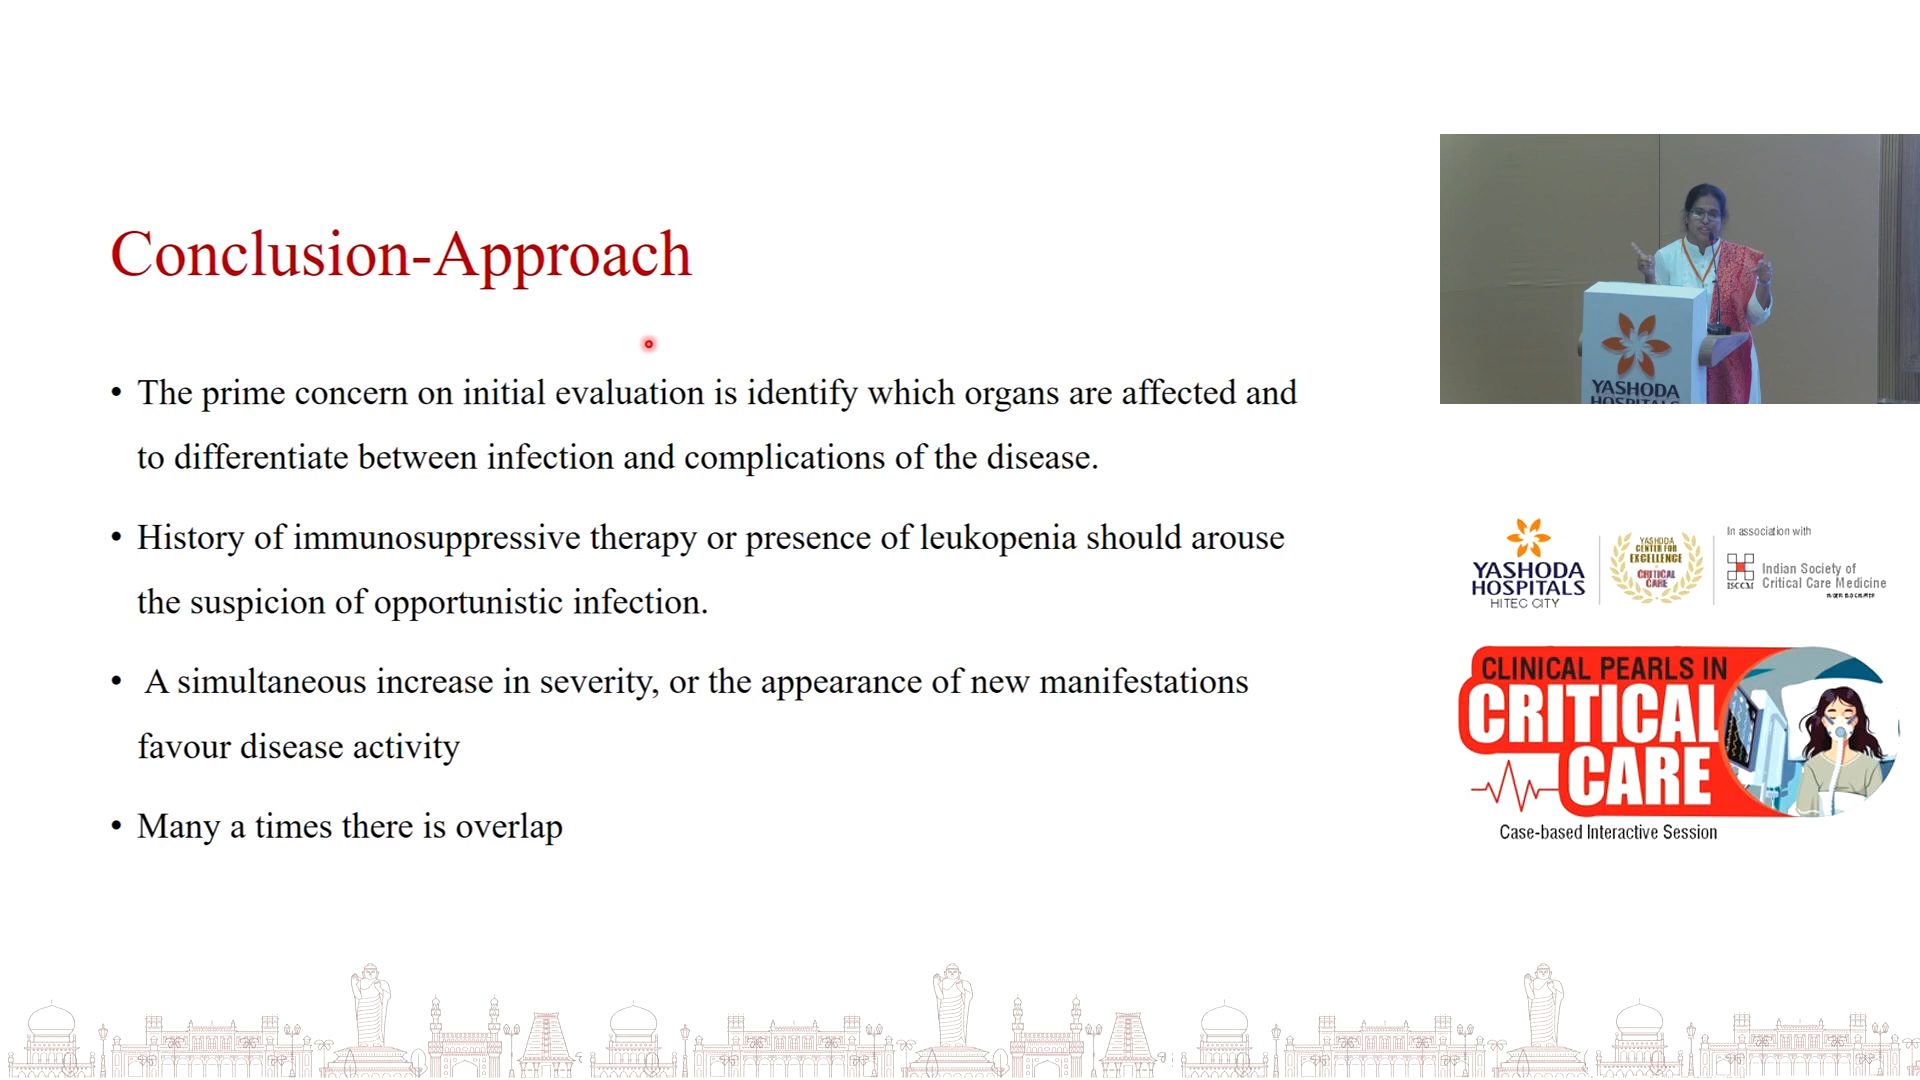 Conclusion-Approach
• The prime concern on initial evaluation is identify which organs are affected and
to differentiate between infection and complications of the disease.
• History of immunosuppressive therapy or presence of leukopenia should arouse
the suspicion of opportunistic infection.
• A simultaneous increase in severity, or the appearance of new manifestations
favour disease activity
• Many a times there is overlap
YASHODA
HOSPITALS
YASHODA
HOSPITALS
HITEC CITY
YASHODA
CENTER FOR
EXCELLENCE
CRITICAL
CARE
In association with
ISCCM
Indian Society of
Critical Care Medicine
CLINICAL PEARLS IN
CRITICAL
CARE
Case-based Interactive Session